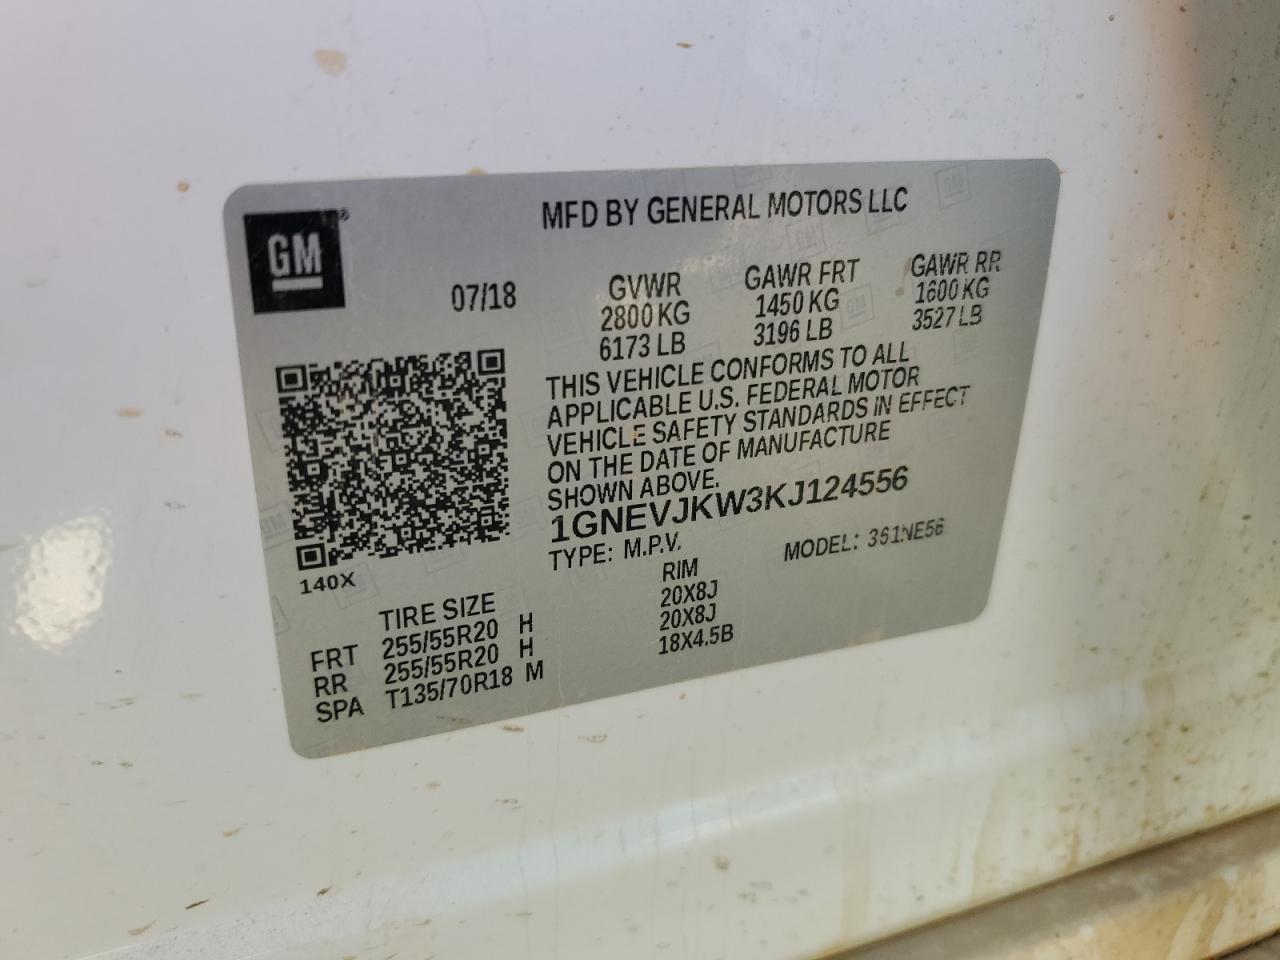 GM®
MFD BY GENERAL MOTORS LLC
07/18
GVWR GAWR FRT GAWR RR
2800 KG 1450 KG 1600 KG
6173 LB 3196 LB 3527 LB
THIS VEHICLE CONFORMS TO ALL
APPLICABLE U.S. FEDERAL MOTOR
VEHICLE SAFETY STANDARDS IN EFFECT
ON THE DATE OF MANUFACTURE
SHOWN ABOVE.
1GNEVJKW3KJ124556
TYPE: M.P.V. MODEL: 361NE56
140X
TIRE SIZE RIM
FRT 255/55R20 H 20X8J
RR 255/55R20 H 20X8J
SPA T135/70R18 M 18X4.5B